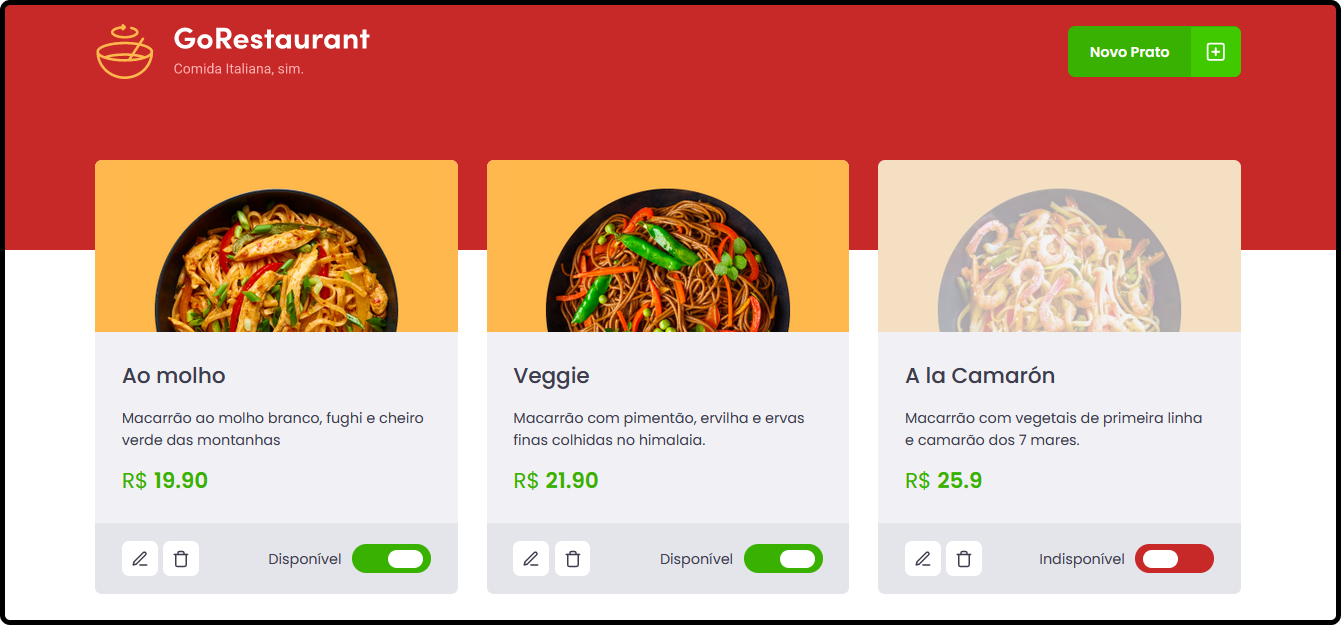 GoRestaurant
Comida Italiana, sim.
Novo Prato
Ao molho
Macarrão ao molho branco, fughi e cheiro
verde das montanhas
R$ 19.90
Disponível
Veggie
Macarrão com pimentão, ervilha e ervas
finas colhidas no himalaia.
R$ 21.90
Disponível
A la Camarón
Macarrão com vegetais de primeira linha
e camarão dos 7 mares.
R$ 25.9
Indisponível